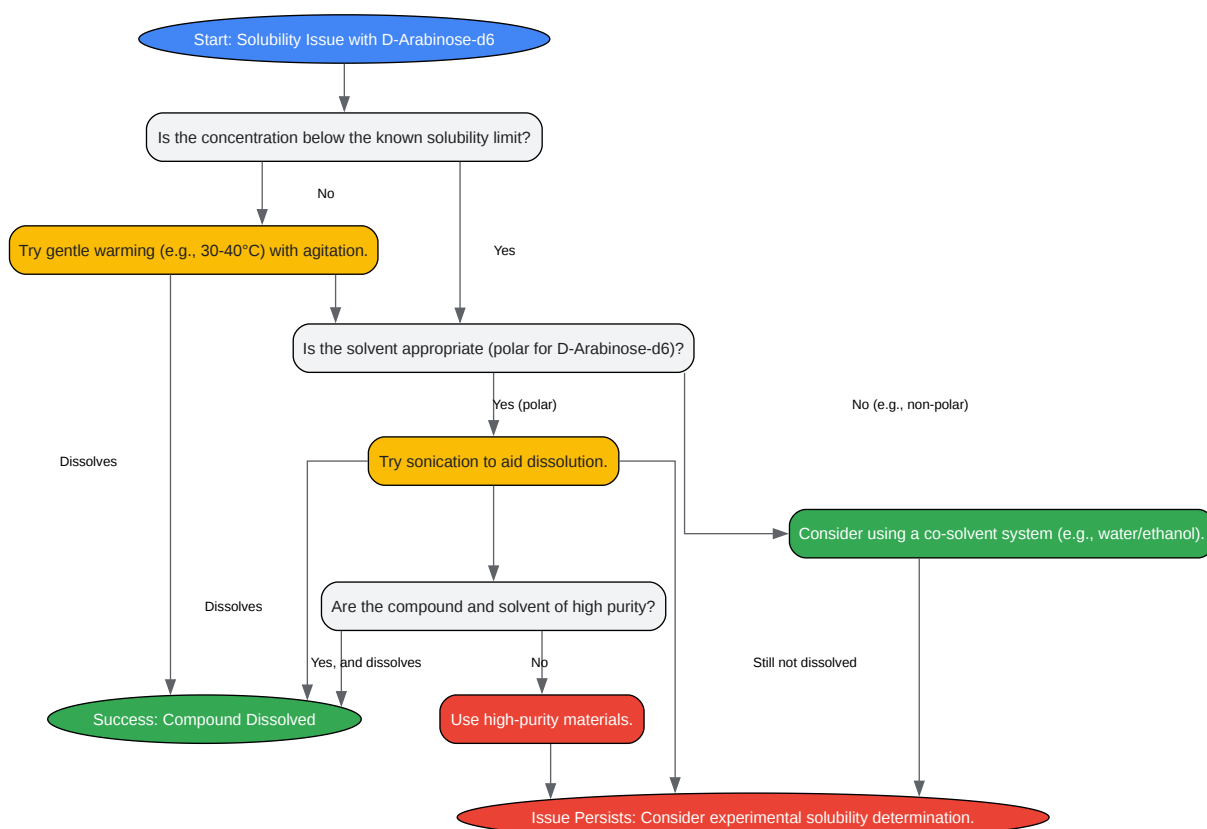 Start: Solubility Issue with D-Arabinose-d6
Is the concentration below the known solubility limit?
No
Try gentle warming (e.g., 30-40°C) with agitation.
Yes
Is the solvent appropriate (polar for D-Arabinose-d6)?
Yes (polar)
No (e.g., non-polar)
Dissolves
Try sonication to aid dissolution.
Consider using a co-solvent system (e.g., water/ethanol).
Dissolves
Are the compound and solvent of high purity?
Yes, and dissolves
No
Still not dissolved
Success: Compound Dissolved
Use high-purity materials.
Issue Persists: Consider experimental solubility determination.